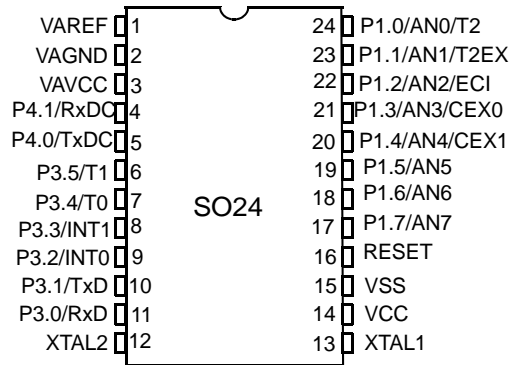 VAREF 1 24 P1.0/AN0/T2
VAGND 2 23 P1.1/AN1/T2EX
VAVCC 3 22 P1.2/AN2/ECI
P4.1/RxDC 4 21 P1.3/AN3/CEX0
P4.0/TxDC 5 20 P1.4/AN4/CEX1
P3.5/T1 6 19 P1.5/AN5
P3.4/T0 7 18 P1.6/AN6
SO24
P3.3/INT1 8 17 P1.7/AN7
P3.2/INT0 9 16 RESET
P3.1/TxD 10 15 VSS
P3.0/RxD 11 14 VCC
XTAL2 12 13 XTAL1